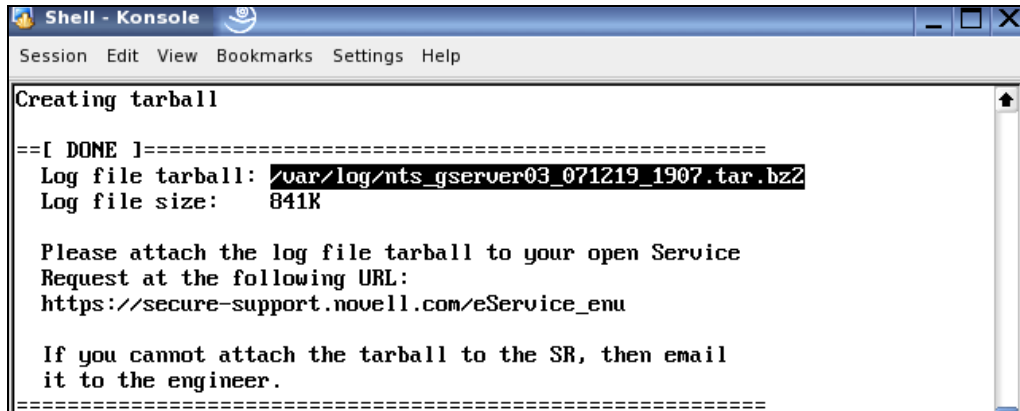 Shell - Konsole
Session Edit View Bookmarks Settings Help
Creating tarball
==[ DONE ]================================================
Log file tarball: /var/log/nts_gserver03_071219_1907.tar.bz2
Log file size: 841K
Please attach the log file tarball to your open Service
Request at the following URL:
https://secure-support.novell.com/eService_enu
If you cannot attach the tarball to the SR, then email
it to the engineer.
==========================================================